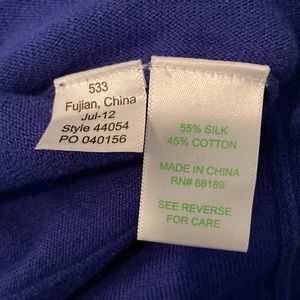 533
Fujian, China
Jul-12
Style 44054
PO 040156
55% SILK
45% COTTON
MADE IN CHINA
RN# 88189
SEE REVERSE
FOR CARE